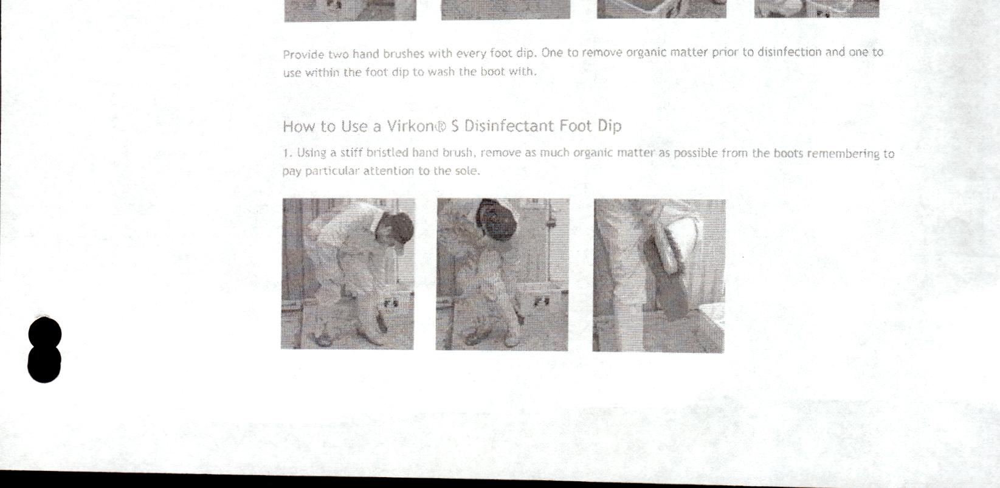 Provide two hand brushes with every foot dip. One to remove organic matter prior to disinfection and one to
use within the foot dip to wash the boot with.
How to Use a Virkon® S Disinfectant Foot Dip
1. Using a stiff bristled hand brush, remove as much organic matter as possible from the boots remembering to
pay particular attention to the sole.